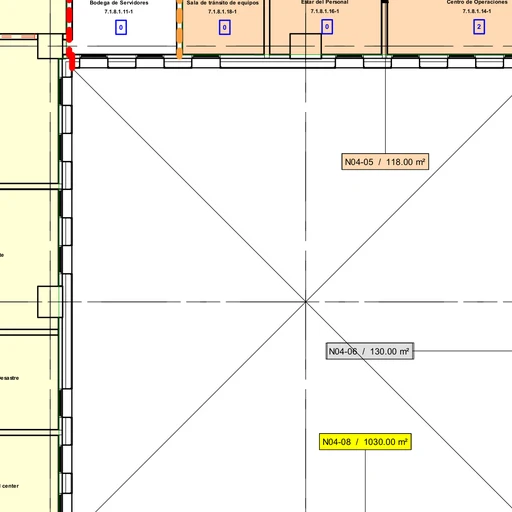 Bodega de Servidores
7.1.8.1.11-1
0
Sala de tránsito de equipos
7.1.8.1.18-1
0
Estar del Personal
7.1.8.1.16-1
0
Centro de Operaciones
7.1.8.1.14-1
2
N04-05 / 118.00 m²
N04-06 / 130.00 m²
N04-08 / 1030.00 m²
esastre
center